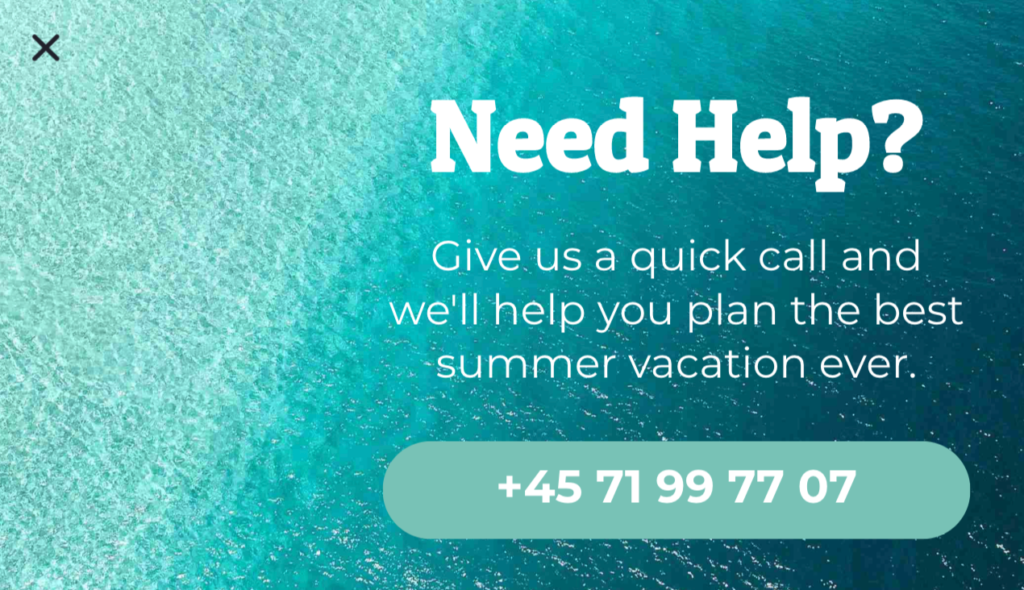 Need Help?
Give us a quick call and
we'll help you plan the best
summer vacation ever.
+45 71 99 77 07